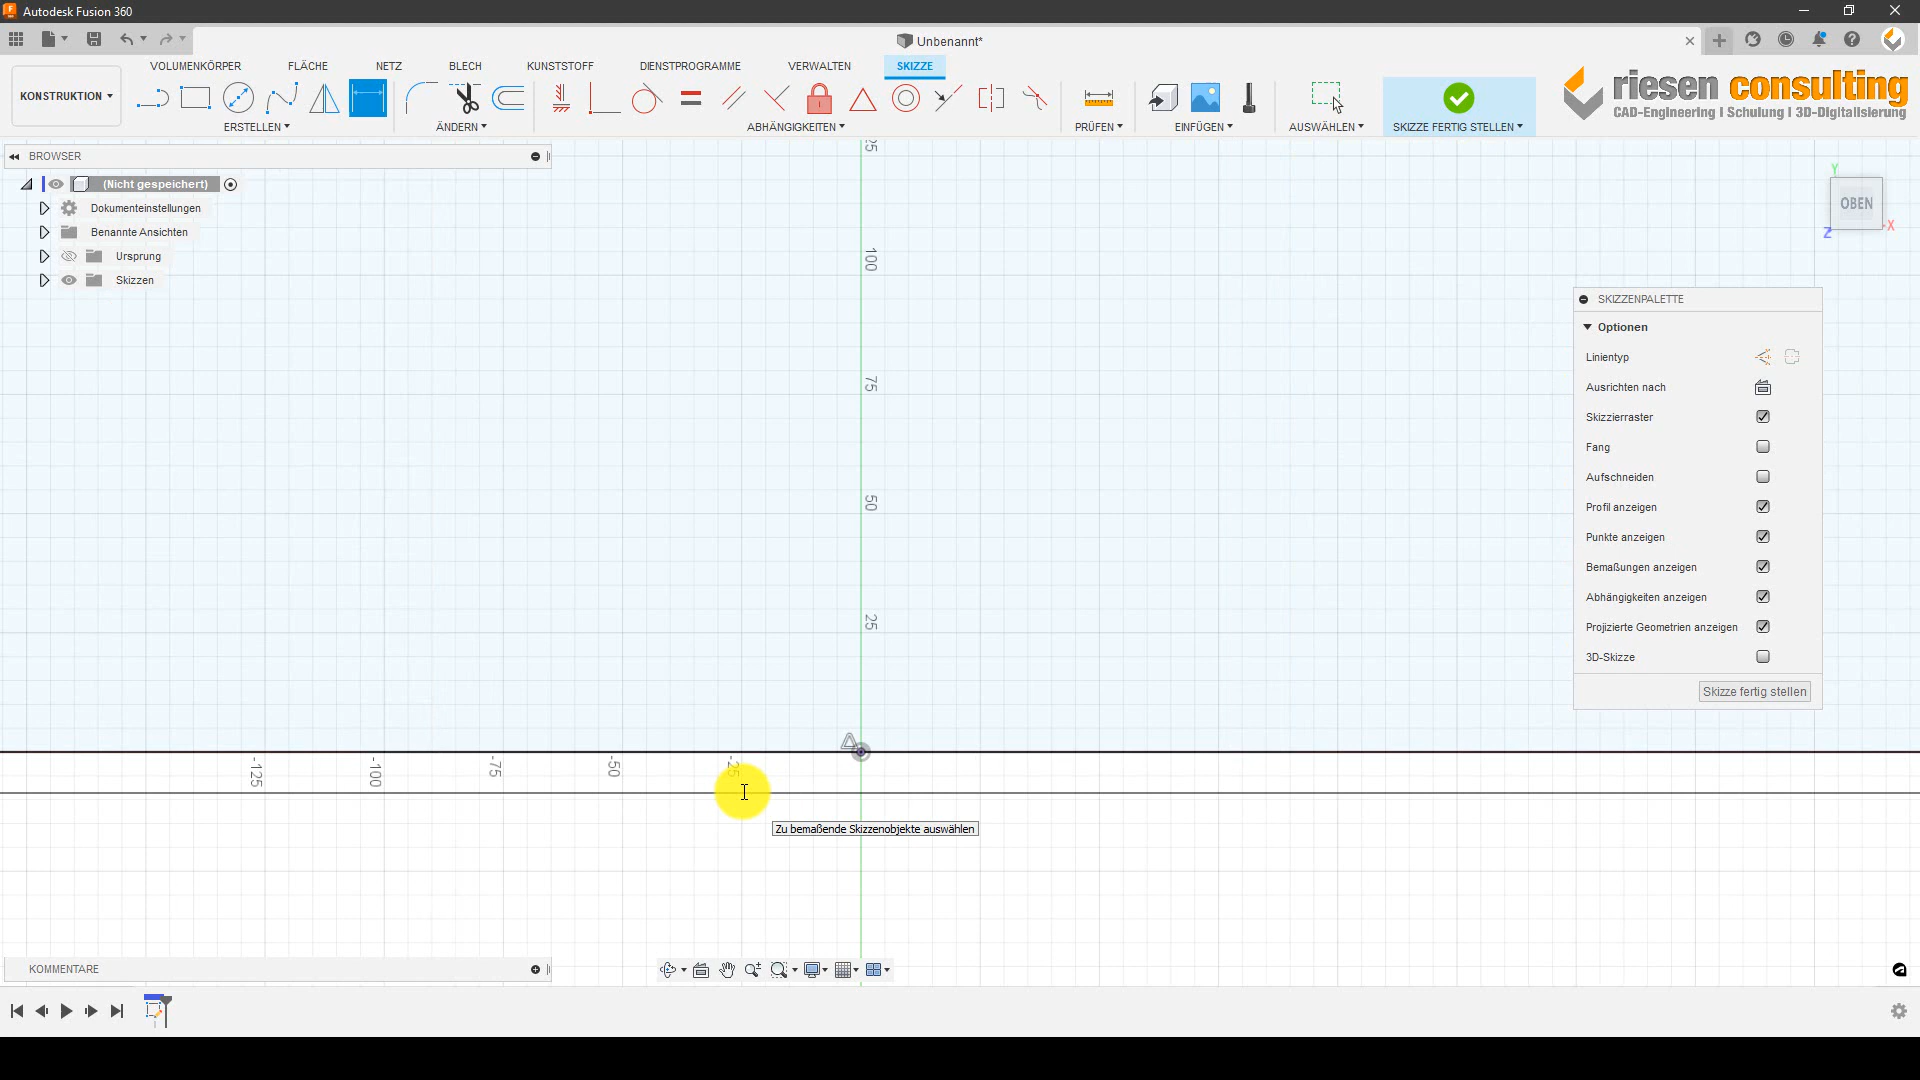 Autodesk Fusion 360
Unbenannt*
VOLUMENKÖRPER FLÄCHE NETZ BLECH KUNSTSTOFF DIENSTPROGRAMME VERWALTEN SKIZZE
KONSTRUKTION
ERSTELLEN ÄNDERN ABHÄNGIGKEITEN PRÜFEN EINFÜGEN AUSWÄHLEN SKIZZE FERTIG STELLEN
riesen consulting
CAD-Engineering | Schulung | 3D-Digitalisierung
BROWSER
(Nicht gespeichert)
Dokumenteinstellungen
Benannte Ansichten
Ursprung
Skizzen
Y
OBEN
X
Z
100
75
50
25
SKIZZENPALETTE
Optionen
Linientyp
Ausrichten nach
Skizzierraster
Fang
Aufschneiden
Profil anzeigen
Punkte anzeigen
Bemaßungen anzeigen
Abhängigkeiten anzeigen
Projizierte Geometrien anzeigen
3D-Skizze
Skizze fertig stellen
-125 -100 -75 -50 -25
Zu bemaßende Skizzenobjekte auswählen
KOMMENTARE